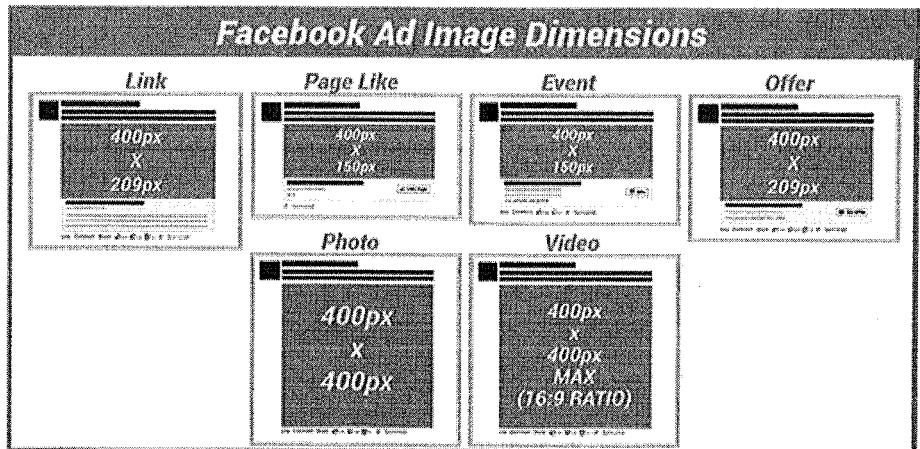 Facebook Ad Image Dimensions
Link
400px
X
209px
Page Like
400px
X
150px
Event
400px
X
150px
Offer
400px
X
209px
Photo
400px
X
400px
Video
400px
x
400px
MAX
(16:9 RATIO)